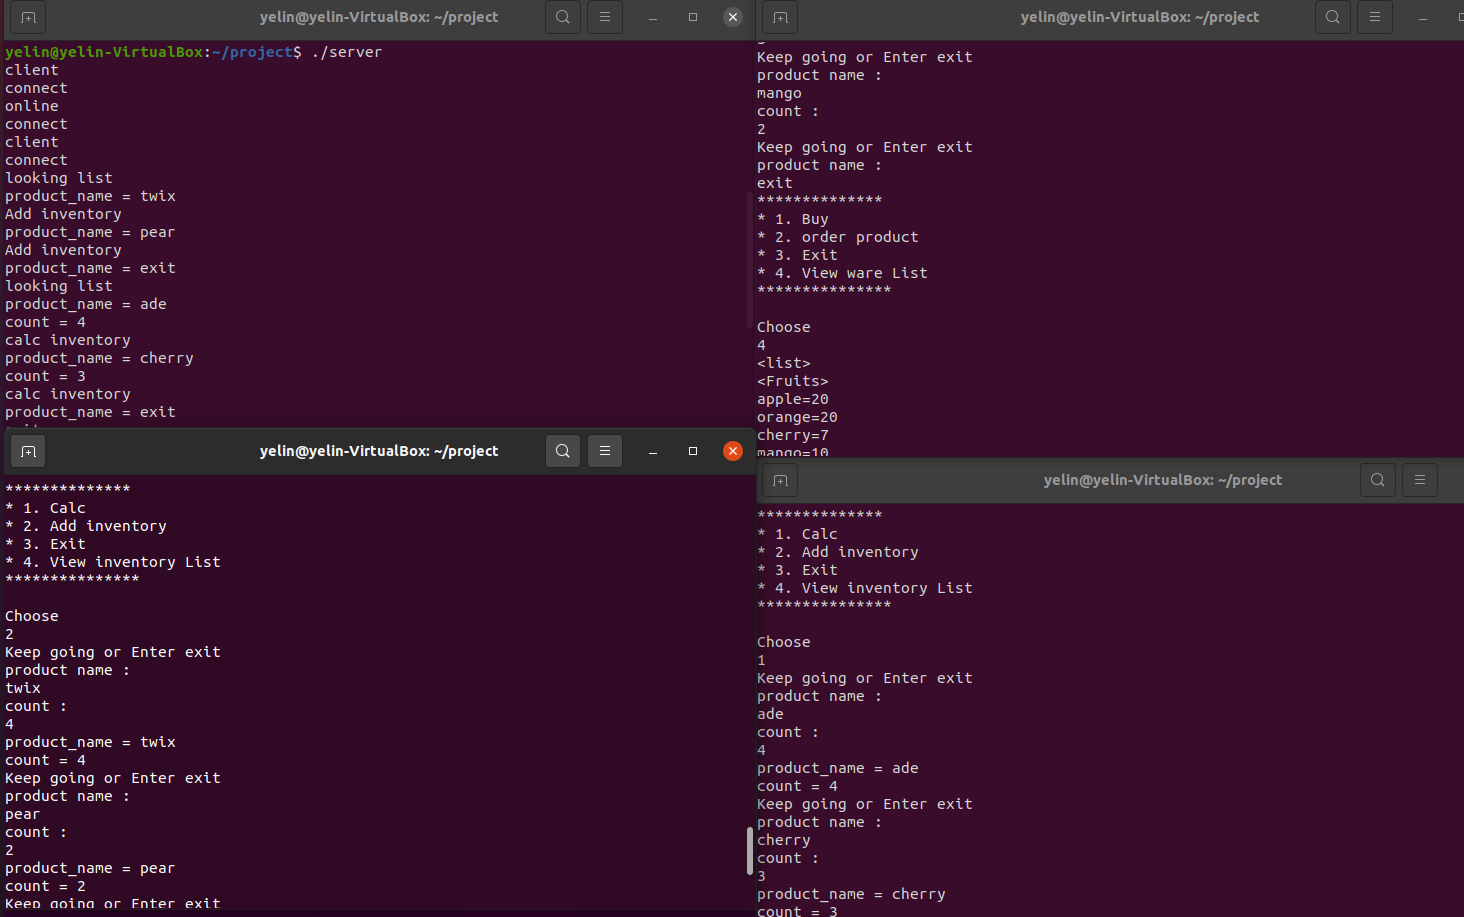 yelin@yelin-VirtualBox: ~/project
yelin@yelin-VirtualBox:~/project$ ./server
client
connect
online
connect
client
connect
looking list
product_name = twix
Add inventory
product_name = pear
Add inventory
product_name = exit
looking list
product_name = ade
count = 4
calc inventory
product_name = cherry
count = 3
calc inventory
product_name = exit
yelin@yelin-VirtualBox: ~/project
Keep going or Enter exit
product name :
mango
count :
2
Keep going or Enter exit
product name :
exit
**************
* 1. Buy
* 2. order product
* 3. Exit
* 4. View ware List
***************
Choose
4
<list>
<Fruits>
apple=20
orange=20
cherry=7
mango=10
yelin@yelin-VirtualBox: ~/project
**************
* 1. Calc
* 2. Add inventory
* 3. Exit
* 4. View inventory List
***************
Choose
2
Keep going or Enter exit
product name :
twix
count :
4
product_name = twix
count = 4
Keep going or Enter exit
product name :
pear
count :
2
product_name = pear
count = 2
Keep going or Enter exit
yelin@yelin-VirtualBox: ~/project
**************
* 1. Calc
* 2. Add inventory
* 3. Exit
* 4. View inventory List
***************
Choose
1
Keep going or Enter exit
product name :
ade
count :
4
product_name = ade
count = 4
Keep going or Enter exit
product name :
cherry
count :
3
product_name = cherry
count = 3